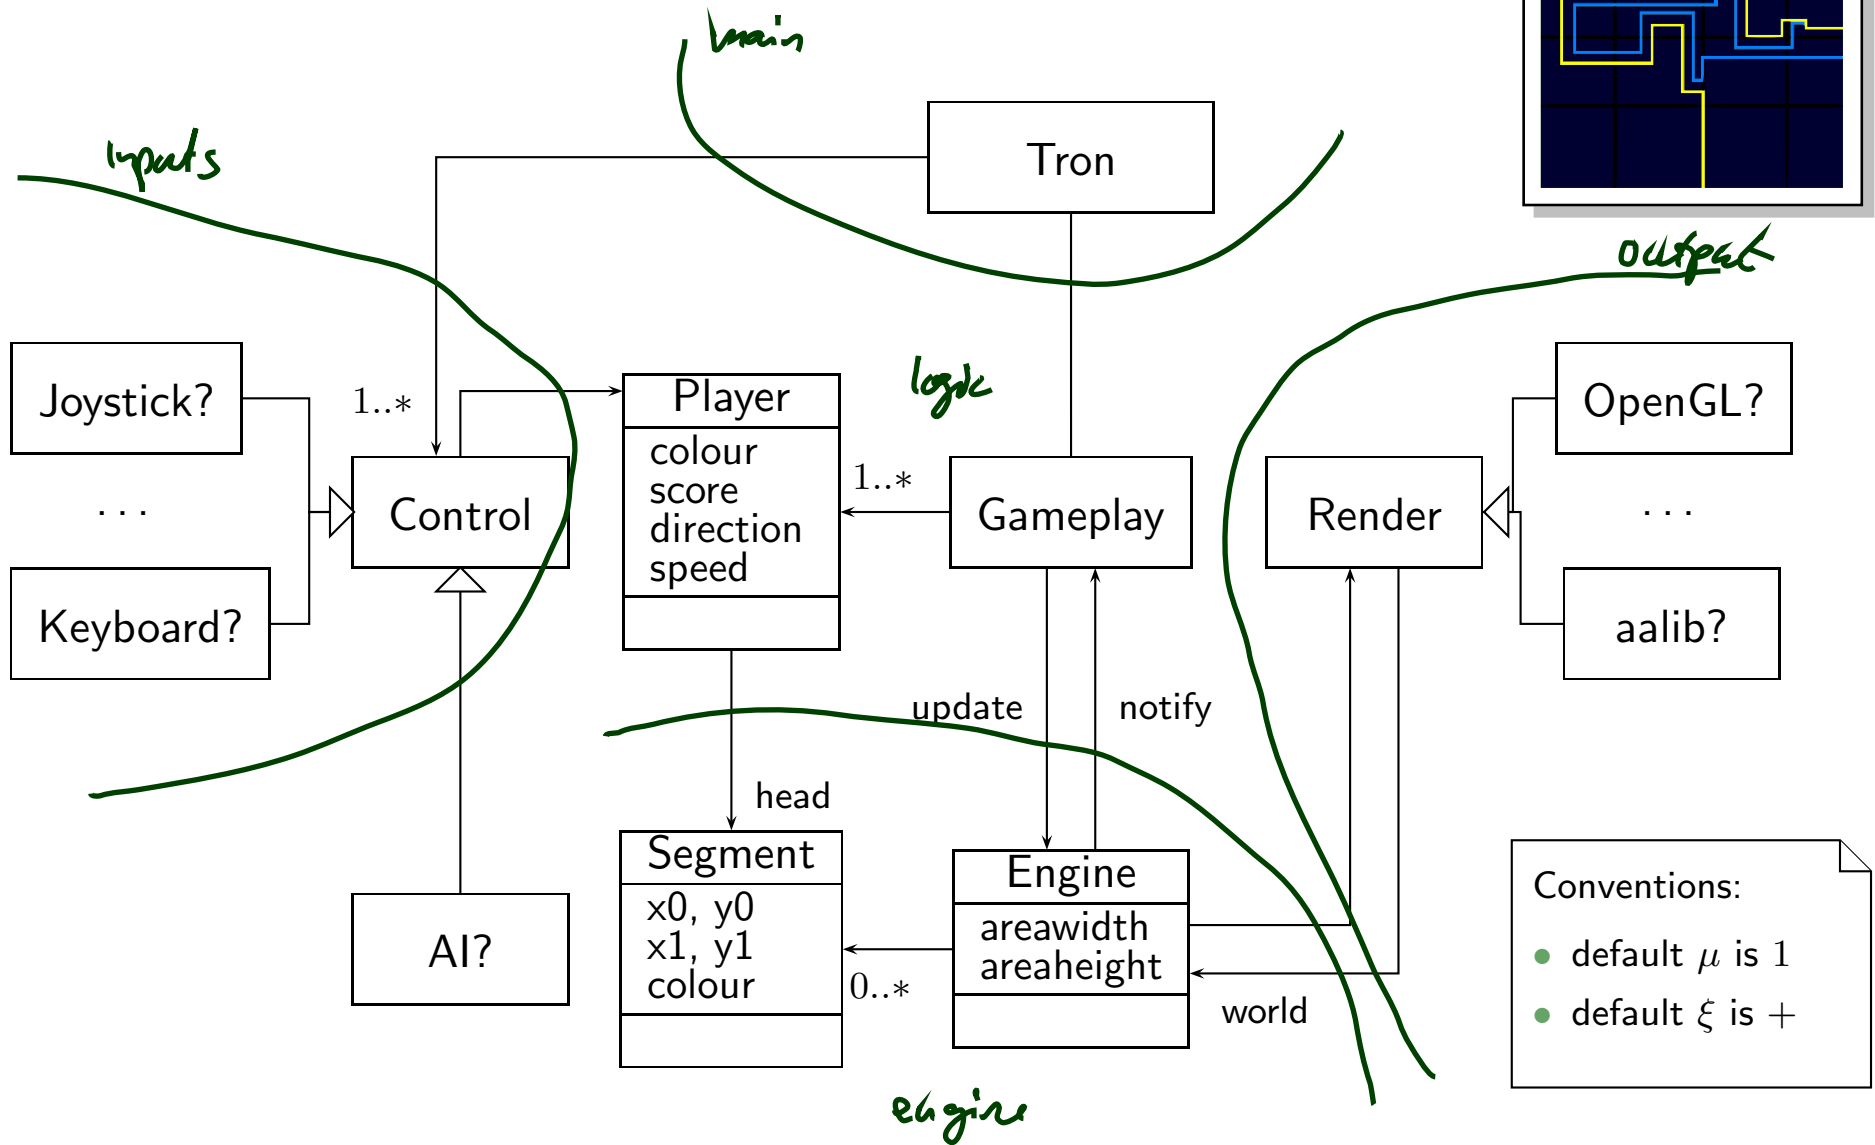 main
inputs
Tron
output
Joystick?
1..*
Player
colour
score
direction
speed
logic
1..*
OpenGL?
. . .
Control
Gameplay
Render
. . .
Keyboard?
aalib?
update
notify
head
Segment
x0, y0
x1, y1
colour
Engine
areawidth
areaheight
AI?
0..*
world
Conventions:
• default μ is 1
• default ξ is +
engine